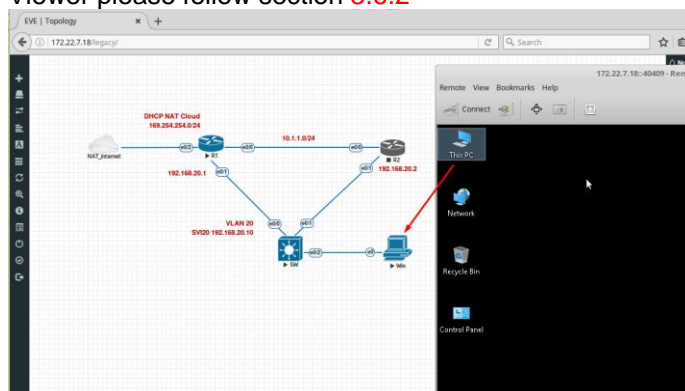 viewer please follow section
EVE | Topology
172.22.7.18/legacy/
Search
172.22.7.18::40409 - Rem
Remote View Bookmarks Help
Connect
DHCP NAT Cloud
169.254.254.0/24
10.1.1.0/24
e0/2
e0/0
e0/0
NAT_Internet
R1
R2
192.168.20.1
e0/1
e0/1
192.168.20.2
VLAN 20
SVI20 192.168.20.10
e0/0
e0/1
e0/2
e0
SW
Win
This PC
Network
Recycle Bin
Control Panel